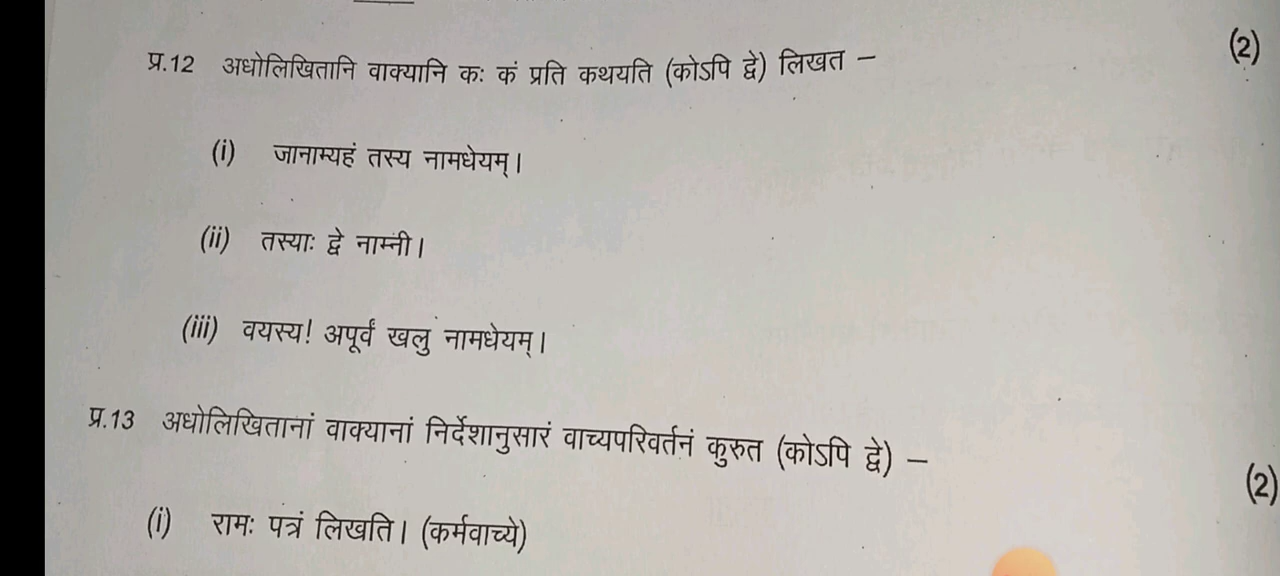 प्र.12 अधोलिखितानि वाक्यानि कः कं प्रति कथयति (कोऽपि द्वे) लिखत – (2)
(i) जानाम्यहं तस्य नामधेयम्।
(ii) तस्याः द्वे नाम्नी।
(iii) वयस्य! अपूर्वं खलु नामधेयम्।
प्र.13 अधोलिखितानां वाक्यानां निर्देशानुसारं वाच्यपरिवर्तनं कुरुत (कोऽपि द्वे) – (2)
(i) रामः पत्रं लिखति। (कर्मवाच्ये)